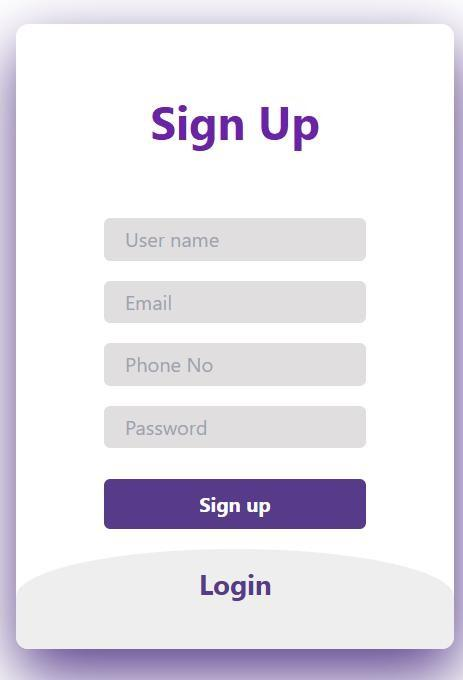 Sign Up
User name
Email
Phone No
Password
Sign up
Login